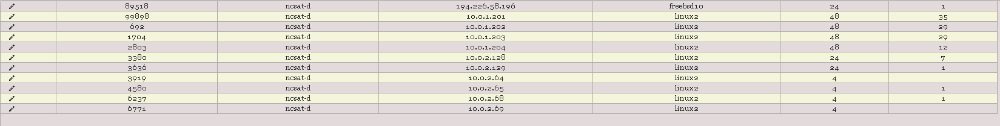 89518 ncsat-d 194.226.58.196 freebsd10 24 1
99898 ncsat-d 10.0.1.201 linux2 48 35
692 ncsat-d 10.0.1.202 linux2 48 29
1704 ncsat-d 10.0.1.203 linux2 48 29
2803 ncsat-d 10.0.1.204 linux2 48 12
3380 ncsat-d 10.0.2.128 linux2 24 7
3636 ncsat-d 10.0.2.129 linux2 24 1
3919 ncsat-d 10.0.2.64 linux2 4
4580 ncsat-d 10.0.2.65 linux2 4 1
6237 ncsat-d 10.0.2.68 linux2 4 1
6771 ncsat-d 10.0.2.69 linux2 4